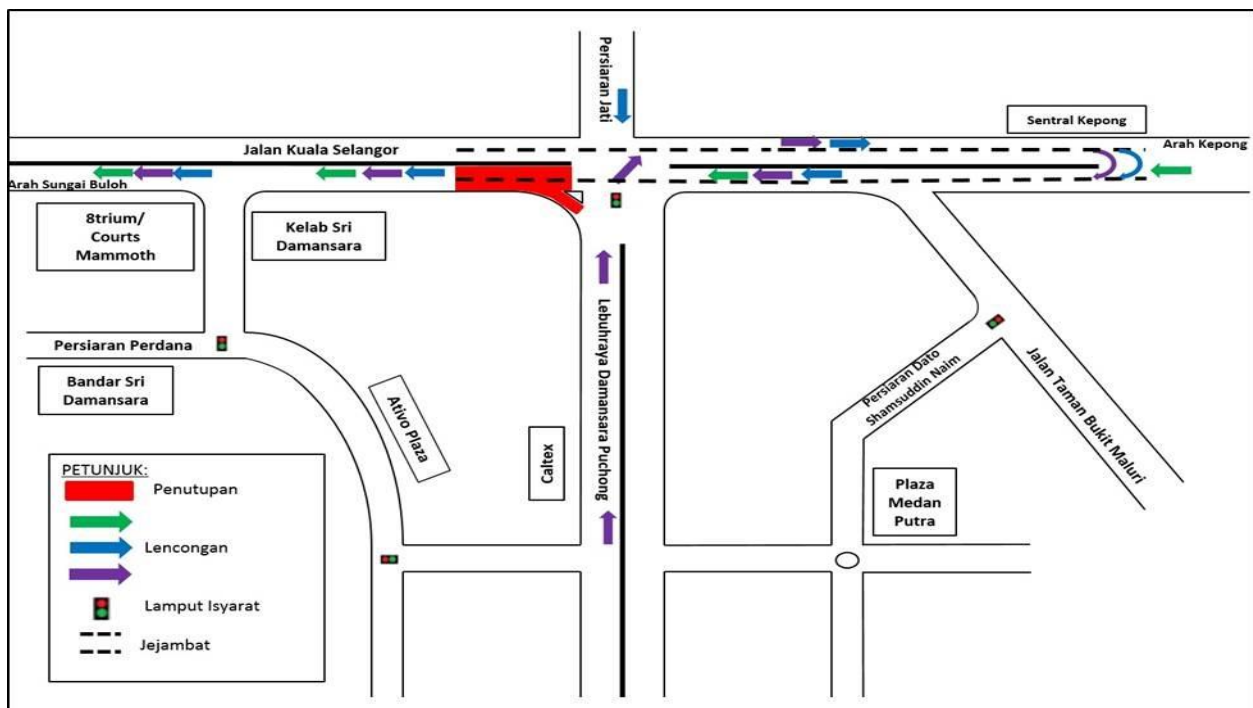 Persiaran Jati
Sentral Kepong
Jalan Kuala Selangor
Arah Kepong
Arah Sungai Buloh
8trium/
Courts
Mammoth
Kelab Sri
Damansara
Persiaran Perdana
Bandar Sri
Damansara
Ativo Plaza
Caltex
Lebuhraya Damansara Puchong
Persiaran Dato
Shamsuddin Naim
Jalan Taman Bukit Maluri
Plaza
Medan
Putra
PETUNJUK:
Penutupan
Lencongan
Lamput Isyarat
Jejambat